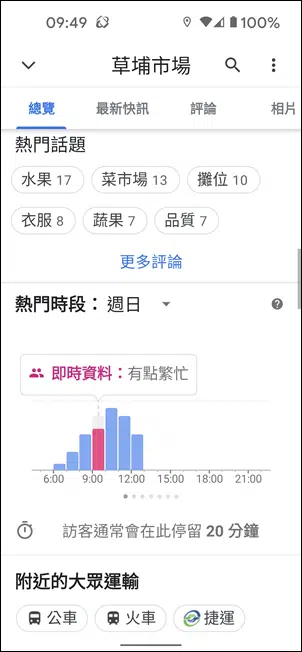 09:49 100%
草埔市場
總覽 最新快訊 評論 相片
熱門話題
水果 17 菜市場 13 攤位 10
衣服 8 蔬果 7 品質 7
更多評論
熱門時段： 週日
即時資料：有點繁忙
6:00 9:00 12:00 15:00 18:00 21:00
訪客通常會在此停留 20 分鐘
附近的大眾運輸
公車 火車 捷運